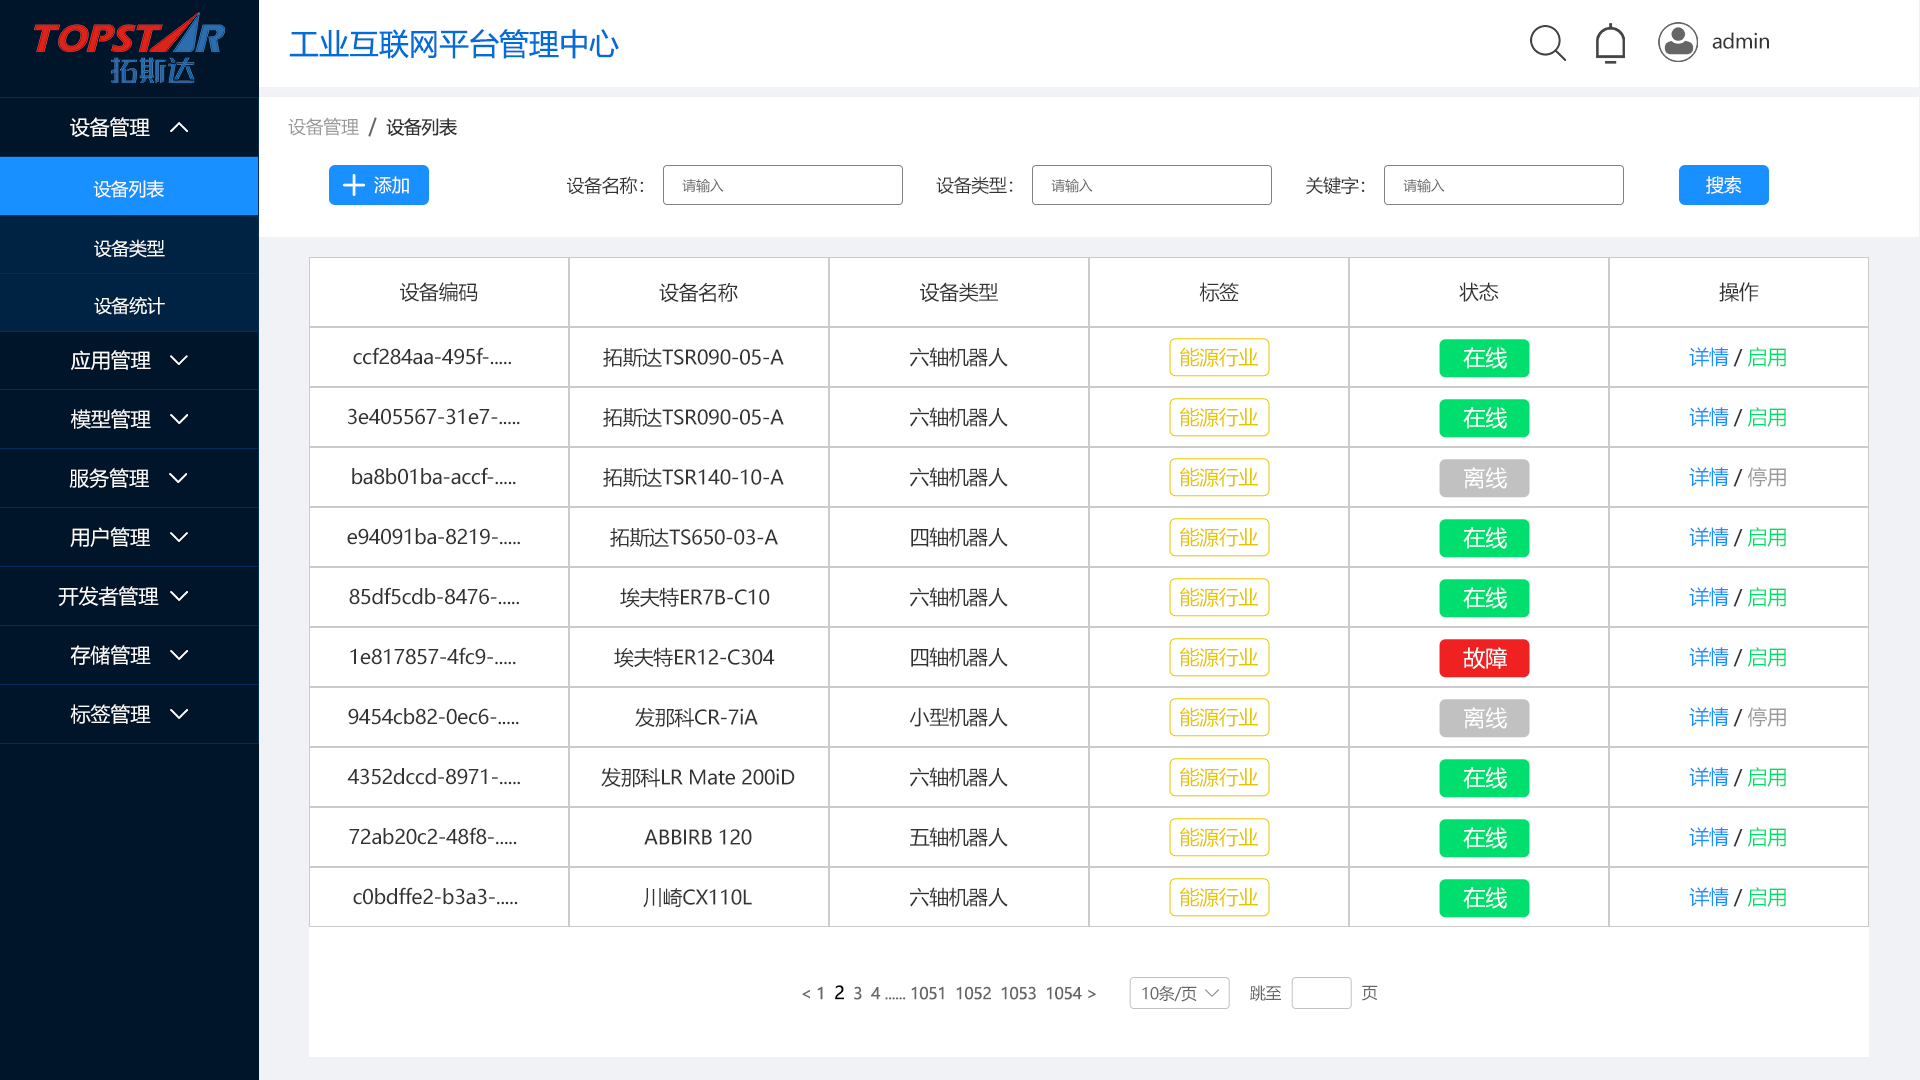 TOPSTAR
拓斯达
工业互联网平台管理中心
admin
设备管理
设备列表
设备类型
设备统计
应用管理
模型管理
服务管理
用户管理
开发者管理
存储管理
标签管理
设备管理 / 设备列表
添加 设备名称: 请输入 设备类型: 请输入 关键字: 请输入 搜索
设备编码 设备名称 设备类型 标签 状态 操作
ccf284aa-495f-..... 拓斯达TSR090-05-A 六轴机器人 能源行业 在线 详情 / 启用
3e405567-31e7-..... 拓斯达TSR090-05-A 六轴机器人 能源行业 在线 详情 / 启用
ba8b01ba-accf-..... 拓斯达TSR140-10-A 六轴机器人 能源行业 离线 详情 / 停用
e94091ba-8219-..... 拓斯达TS650-03-A 四轴机器人 能源行业 在线 详情 / 启用
85df5cdb-8476-..... 埃夫特ER7B-C10 六轴机器人 能源行业 在线 详情 / 启用
1e817857-4fc9-..... 埃夫特ER12-C304 四轴机器人 能源行业 故障 详情 / 启用
9454cb82-0ec6-..... 发那科CR-7iA 小型机器人 能源行业 离线 详情 / 停用
4352dccd-8971-..... 发那科LR Mate 200iD 六轴机器人 能源行业 在线 详情 / 启用
72ab20c2-48f8-..... ABBIRB 120 五轴机器人 能源行业 在线 详情 / 启用
c0bdffe2-b3a3-..... 川崎CX110L 六轴机器人 能源行业 在线 详情 / 启用
< 1 2 3 4 ...... 1051 1052 1053 1054 > 10条/页 跳至 页